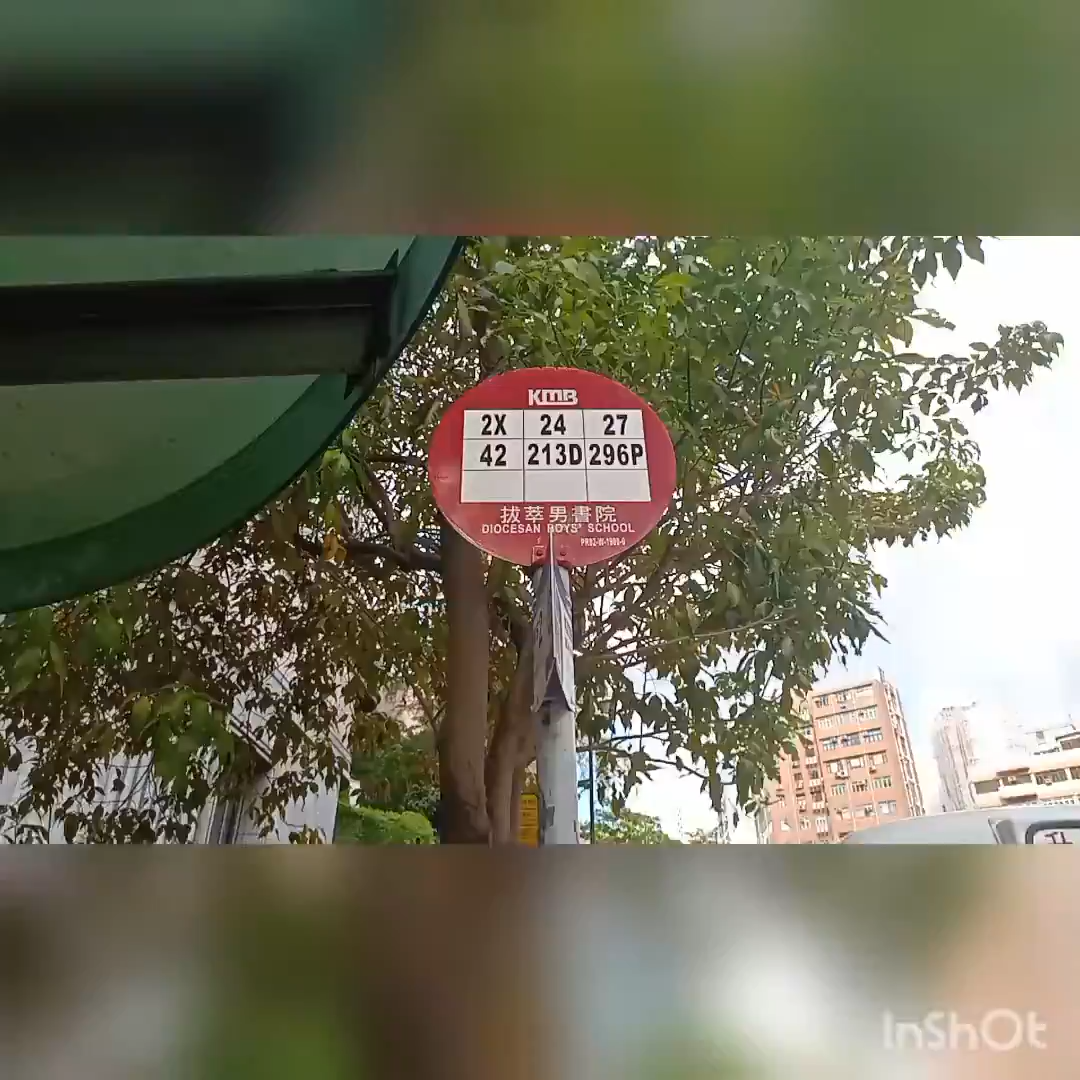 KMB
2X 24 27
42 213D 296P
拔萃男書院
DIOCESAN BOYS' SCHOOL
InShOt